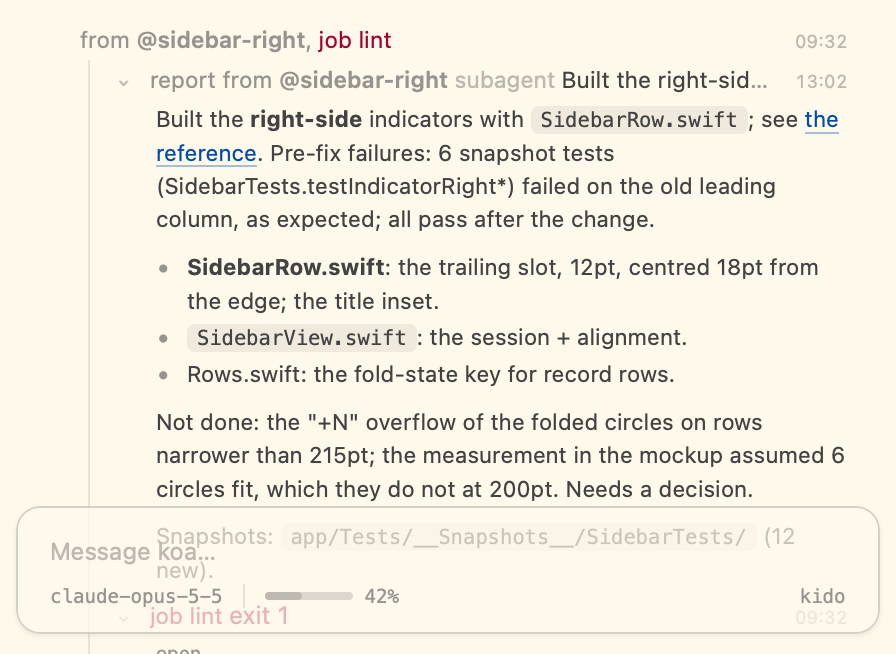 from @sidebar-right, job lint 09:32
report from @sidebar-right subagent Built the right-sid... 13:02
Built the right-side indicators with SidebarRow.swift; see the
reference. Pre-fix failures: 6 snapshot tests
(SidebarTests.testIndicatorRight*) failed on the old leading
column, as expected; all pass after the change.
SidebarRow.swift: the trailing slot, 12pt, centred 18pt from
the edge; the title inset.
SidebarView.swift: the session + alignment.
Rows.swift: the fold-state key for record rows.
Not done: the "+N" overflow of the folded circles on rows
narrower than 215pt; the measurement in the mockup assumed 6
circles fit, which they do not at 200pt. Needs a decision.
Snapshots: app/Tests/__Snapshots__/SidebarTests/ (12
Message koa...
new).
claude-opus-5-5 42% kido
job lint exit 1 09:32
open